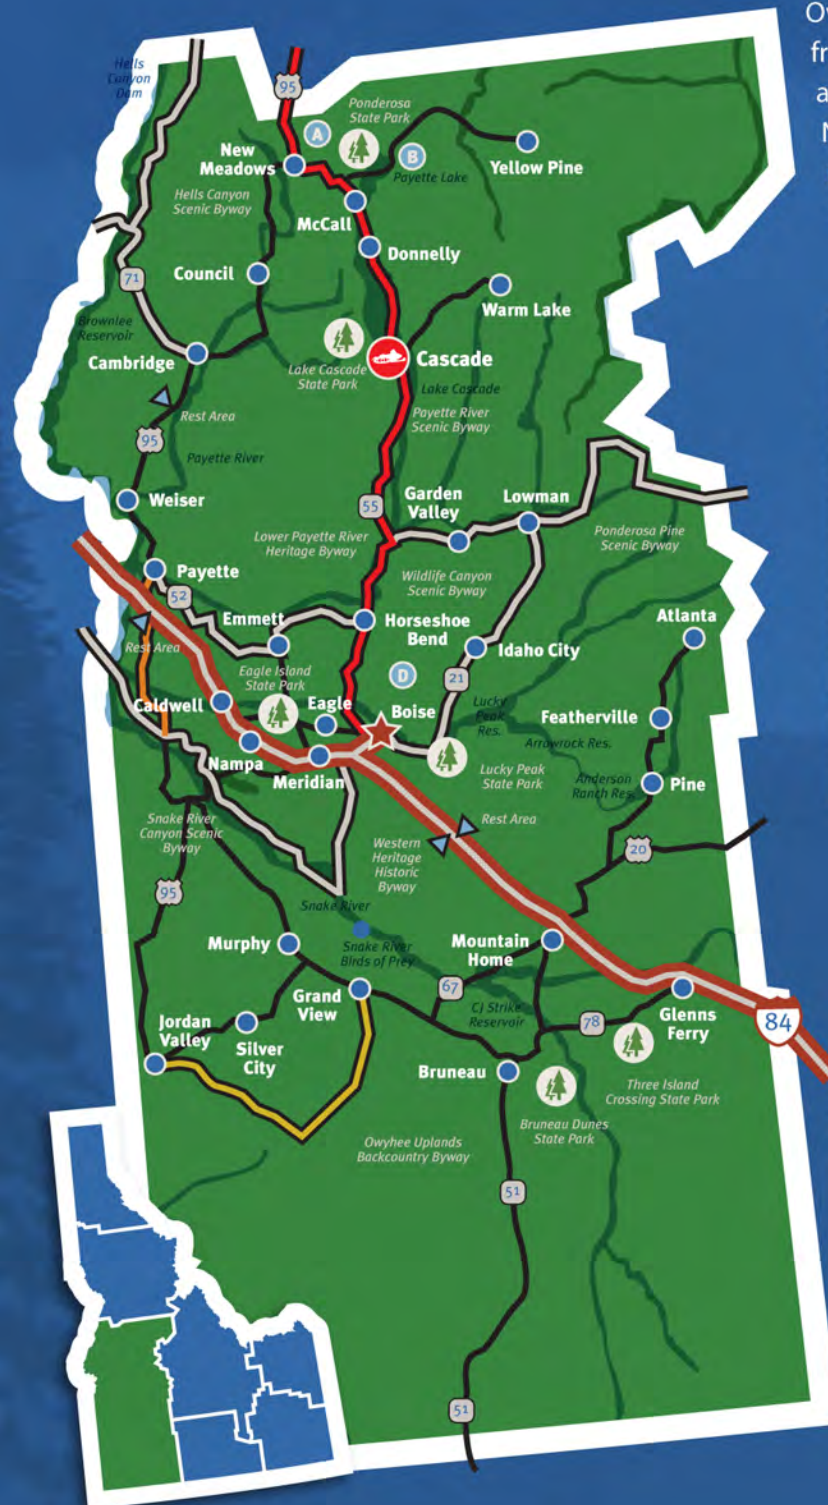 Ov
fr
a
N
Hells
Canyon
Dam
95
Ponderosa
State Park
A
B
New
Meadows
Yellow Pine
Payette Lake
Hells Canyon
Scenic Byway
McCall
Donnelly
71
Council
Warm Lake
Brownlee
Reservoir
Cambridge
Lake Cascade
State Park
Cascade
Lake Cascade
Payette River
Scenic Byway
Rest Area
95
Payette River
Weiser
55
Garden
Valley
Lowman
Lower Payette River
Heritage Byway
Ponderosa Pine
Scenic Byway
Payette
Wildlife Canyon
Scenic Byway
52
Emmett
Horseshoe
Bend
Atlanta
Rest Area
Idaho City
Eagle Island
State Park
D
21
Caldwell
Eagle
Boise
Lucky
Peak
Res.
Featherville
Arrowrock Res.
Nampa
Meridian
Lucky Peak
State Park
Anderson
Ranch Res.
Pine
Snake River
Canyon Scenic
Byway
Rest Area
Western
Heritage
Historic
Byway
20
95
Snake River
Murphy
Snake River
Birds of Prey
Mountain
Home
Grand
View
67
CJ Strike
Reservoir
78
Glenns
Ferry
84
Jordan
Valley
Silver
City
Bruneau
Three Island
Crossing State Park
Bruneau Dunes
State Park
Owyhee Uplands
Backcountry Byway
51
51